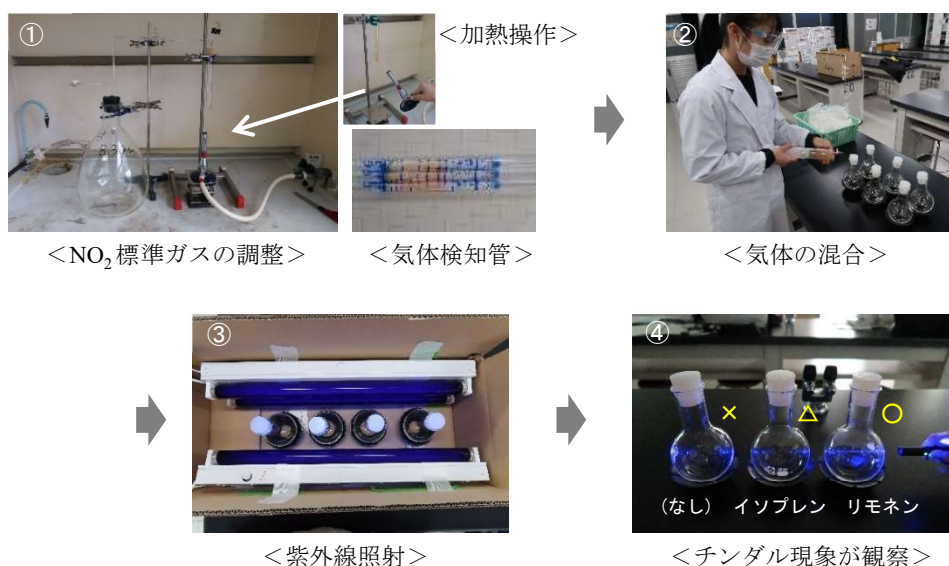 ①
＜加熱操作＞
②
＜NO₂標準ガスの調整＞
＜気体検知管＞
＜気体の混合＞
③
④
×
△
○
（なし）
イソプレン
リモネン
＜紫外線照射＞
＜チンダル現象が観察＞